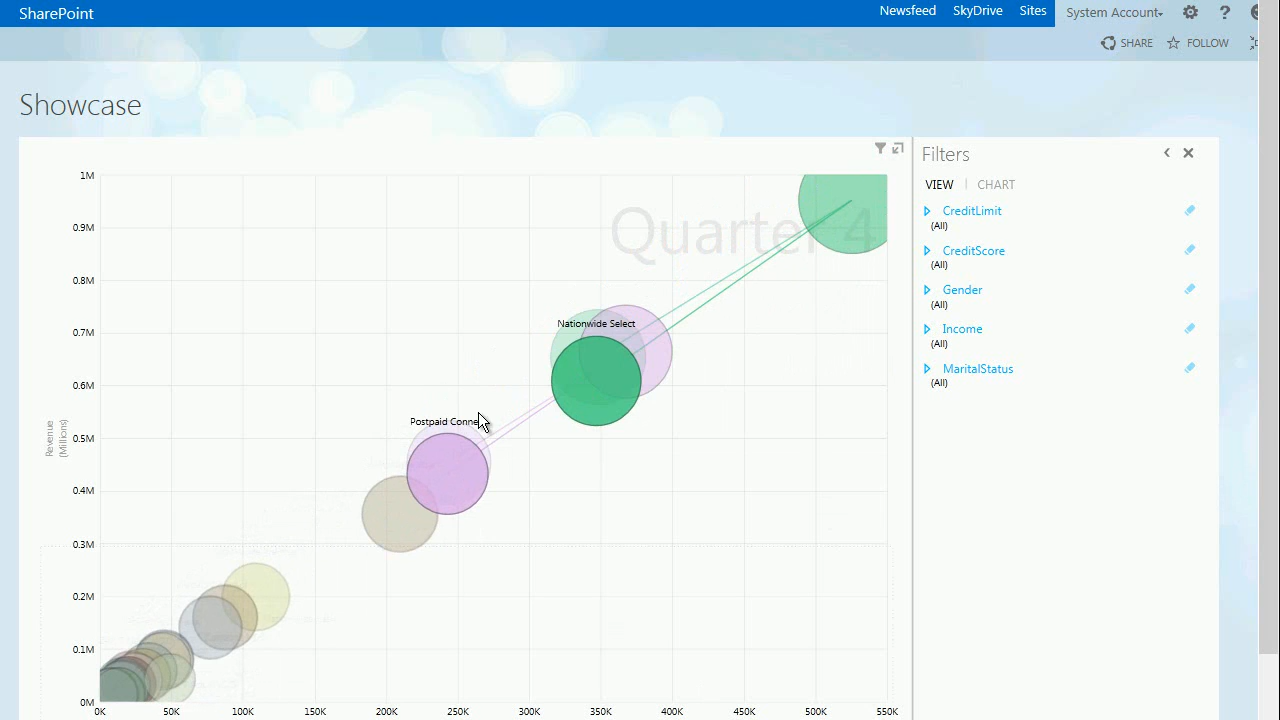 SharePoint
Newsfeed SkyDrive Sites System Account ?
SHARE FOLLOW
Showcase
Filters
VIEW | CHART
CreditLimit
(All)
CreditScore
(All)
Gender
(All)
Income
(All)
MaritalStatus
(All)
Quarter 4
Nationwide Select
Postpaid Conne
Revenue
(Millions)
1M
0.9M
0.8M
0.7M
0.6M
0.5M
0.4M
0.3M
0.2M
0.1M
0M
0K 50K 100K 150K 200K 250K 300K 350K 400K 450K 500K 550K